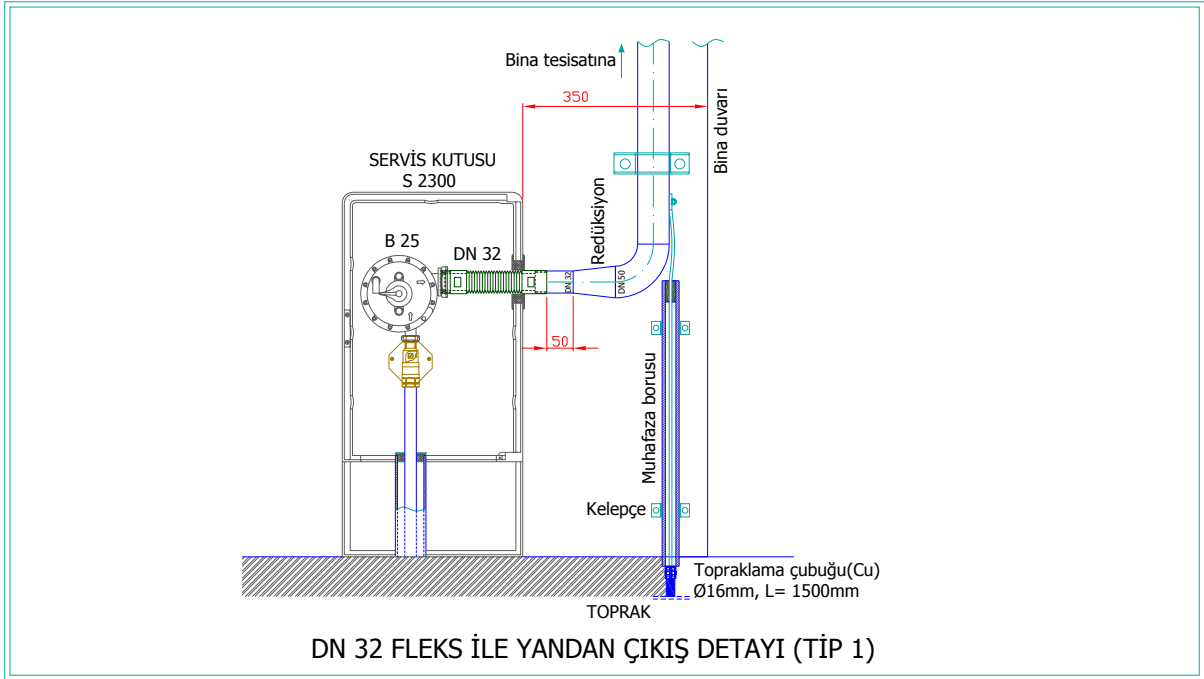 Bina tesisatına
350
Bina duvarı
SERVİS KUTUSU
S 2300
Redüksiyon
B 25
DN 32
DN 32
DN 50
50
Muhafaza borusu
Kelepçe
Topraklama çubuğu(Cu)
Ø16mm, L= 1500mm
TOPRAK
DN 32 FLEKS İLE YANDAN ÇIKIŞ DETAYI (TİP 1)